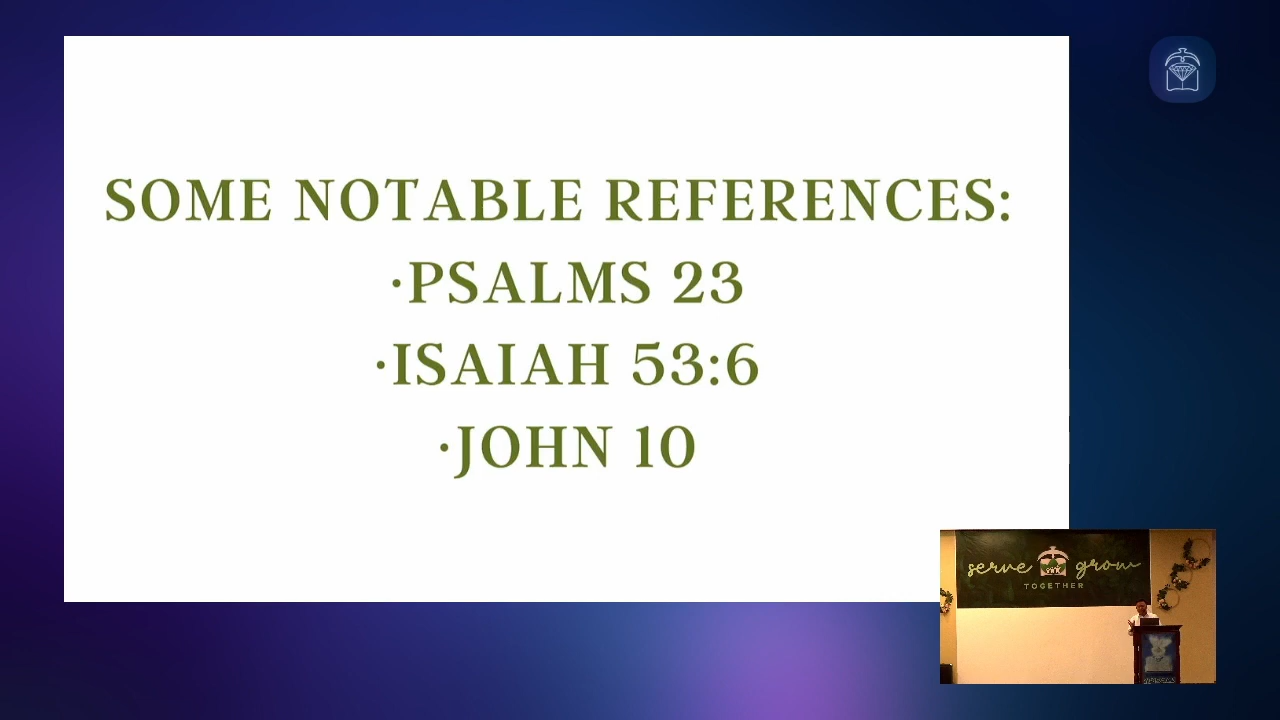 SOME NOTABLE REFERENCES:
·PSALMS 23
·ISAIAH 53:6
·JOHN 10
serve grow
TOGETHER